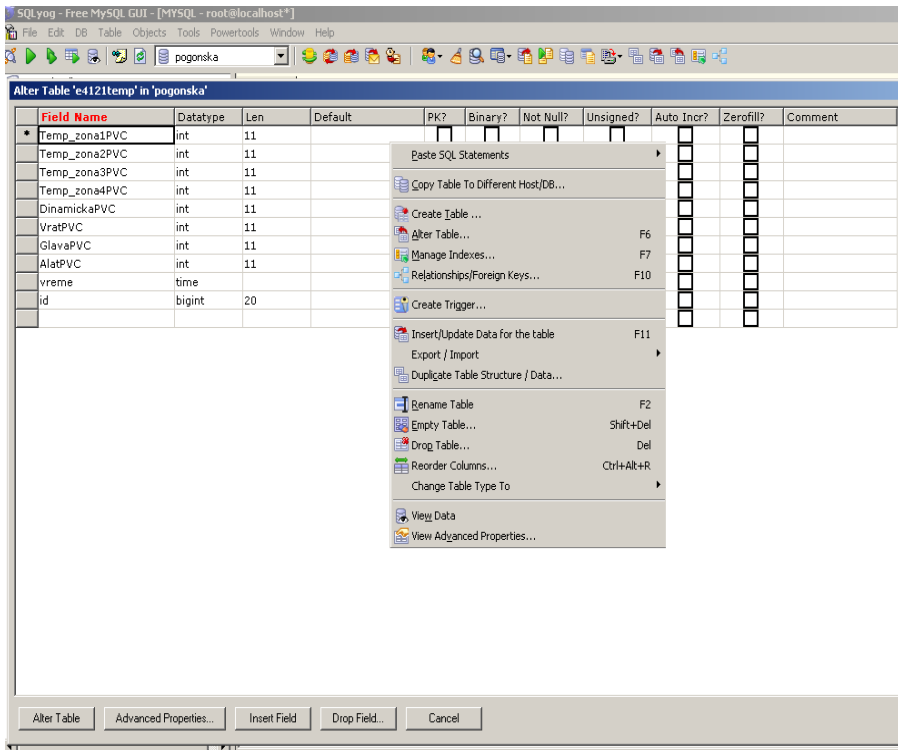 SQLyog - Free MySQL GUI - [MYSQL - root@localhost*]
File Edit DB Table Objects Tools Powertools Window Help
pogonska
Alter Table 'e4121temp' in 'pogonska'
Field Name Datatype Len Default PK? Binary? Not Null? Unsigned? Auto Incr? Zerofill? Comment
* Temp_zona1PVC int 11
Temp_zona2PVC int 11
Temp_zona3PVC int 11
Temp_zona4PVC int 11
DinamickaPVC int 11
VratPVC int 11
GlavaPVC int 11
AlatPVC int 11
vreme time
id bigint 20
Paste SQL Statements
Copy Table To Different Host/DB...
Create Table ...
Alter Table... F6
Manage Indexes... F7
Relationships/Foreign Keys... F10
Create Trigger...
Insert/Update Data for the table F11
Export / Import
Duplicate Table Structure / Data...
Rename Table F2
Empty Table... Shift+Del
Drop Table... Del
Reorder Columns... Ctrl+Alt+R
Change Table Type To
View Data
View Advanced Properties...
Alter Table Advanced Properties... Insert Field Drop Field... Cancel